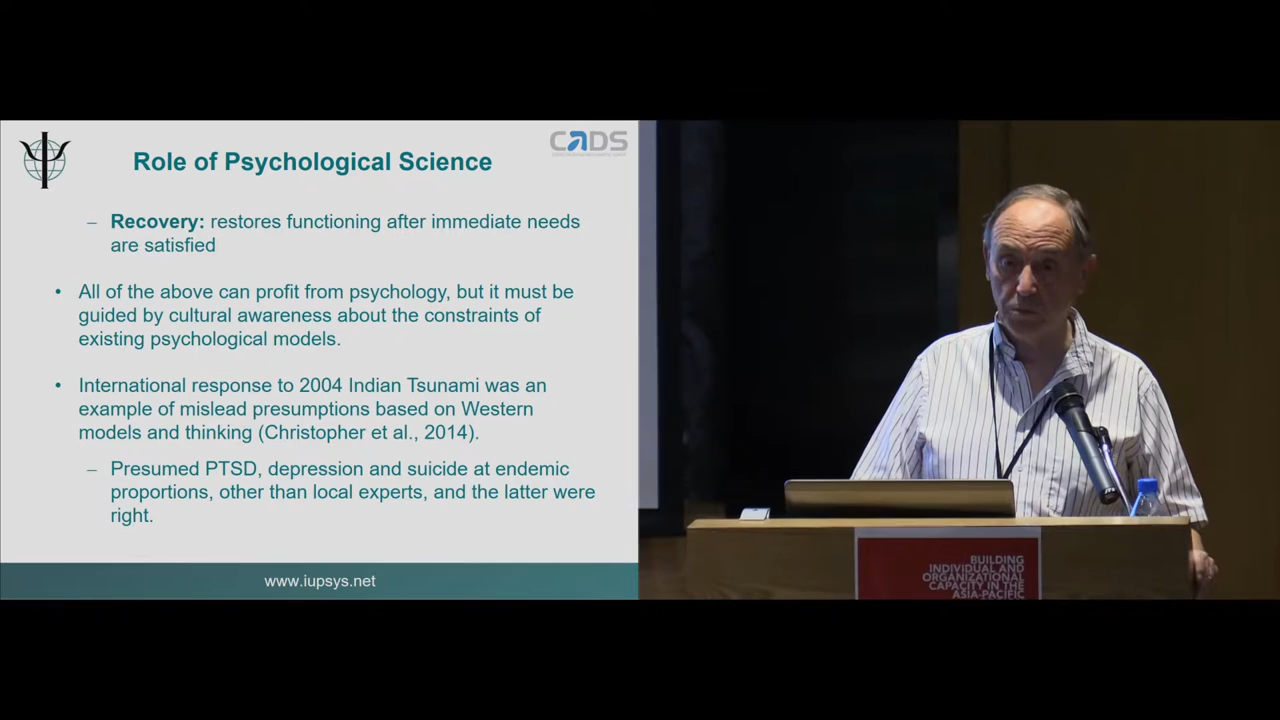 CADS
Role of Psychological Science
– Recovery: restores functioning after immediate needs
are satisfied
• All of the above can profit from psychology, but it must be
guided by cultural awareness about the constraints of
existing psychological models.
• International response to 2004 Indian Tsunami was an
example of mislead presumptions based on Western
models and thinking (Christopher et al., 2014).
– Presumed PTSD, depression and suicide at endemic
proportions, other than local experts, and the latter were
right.
www.iupsys.net
BUILDING
INDIVIDUAL AND
ORGANIZATIONAL
CAPACITY IN THE
ASIA-PACIFIC